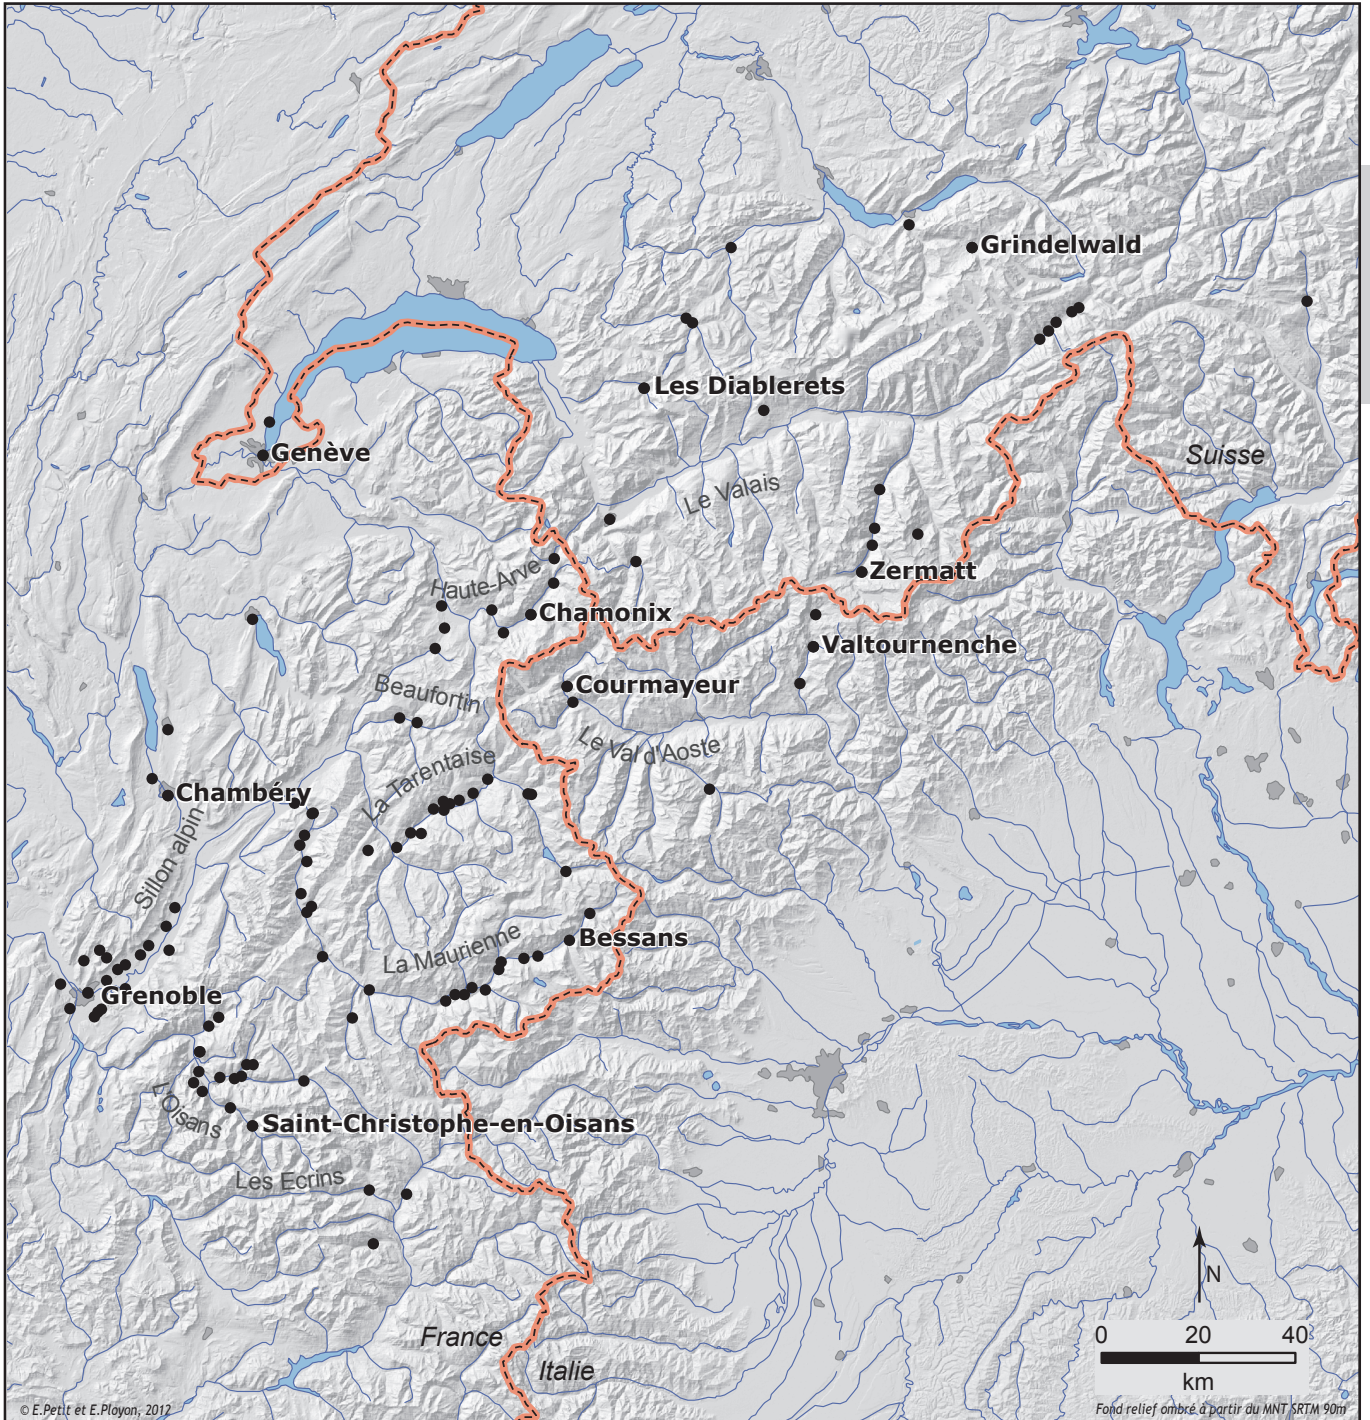 Grindelwald
Les Diablerets
Genève
Suisse
Le Valais
Zermatt
Haute-Arve
Chamonix
Valtournenche
Beaufortin
Courmayeur
Le Val d'Aoste
La Tarentaise
Chambéry
Sillon alpin
La Maurienne
Bessans
Grenoble
L'Oisans
Saint-Christophe-en-Oisans
Les Ecrins
N
France
Italie
0 20 40
km
© E.Petit et E.Ployon, 2012
Fond relief ombré à partir du MNT SRTM 90m